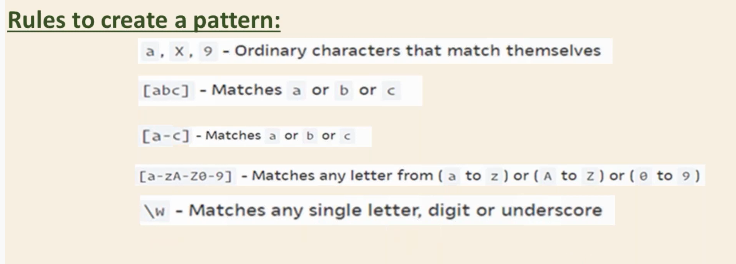 Rules to create a pattern:
a, X, 9 - Ordinary characters that match themselves
[abc] - Matches a or b or c
[a-c] - Matches a or b or c
[a-zA-Z0-9] - Matches any letter from ( a to z ) or ( A to Z ) or ( 0 to 9 )
\w - Matches any single letter, digit or underscore